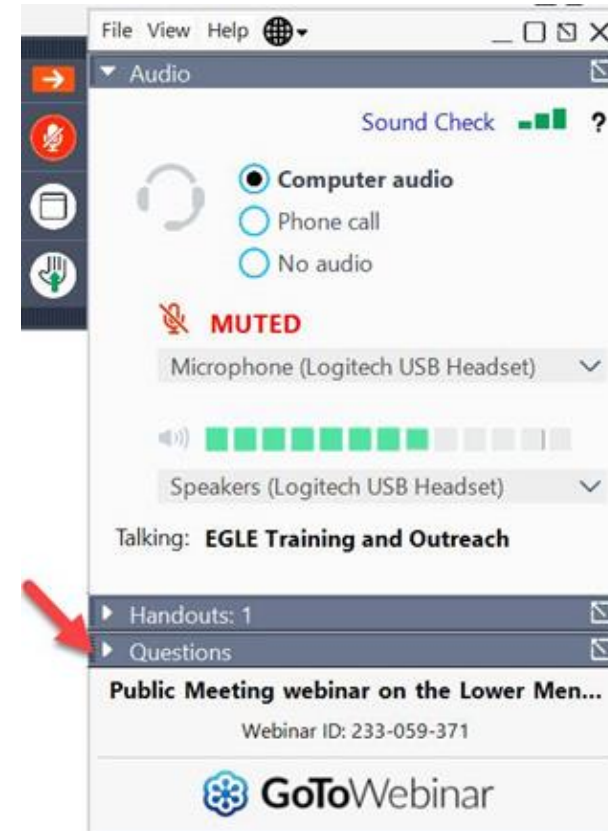 File View Help
Audio
Sound Check ?
Computer audio
Phone call
No audio
MUTED
Microphone (Logitech USB Headset)
Speakers (Logitech USB Headset)
Talking: EGLE Training and Outreach
Handouts: 1
Questions
Public Meeting webinar on the Lower Men...
Webinar ID: 233-059-371
GoToWebinar